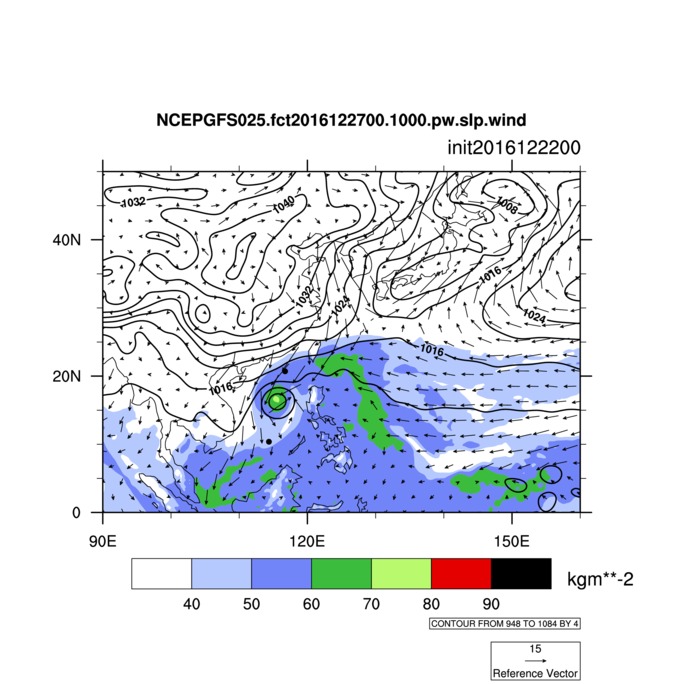 NCEPGFS025.fct2016122700.1000.pw.slp.wind
init2016122200
1032
1040
1008
40N
1016
1032
1024
1024
1016
20N
1016
0
90E 120E 150E
kgm**-2
40 50 60 70 80 90
CONTOUR FROM 948 TO 1084 BY 4
15
Reference Vector